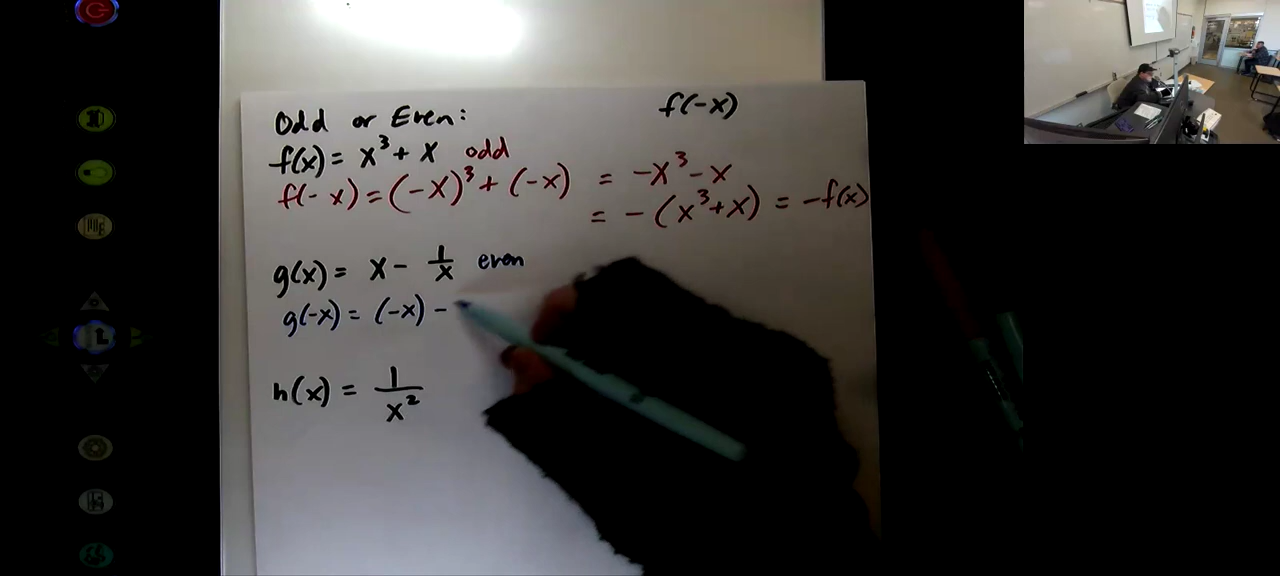 Odd or Even:
f(-x)
f(x) = x³ + x odd
f(-x) = (-x)³ + (-x) = -x³ - x
= - (x³ + x) = -f(x)
g(x) = x - 1/x even
g(-x) = (-x) -
h(x) = 1/x²